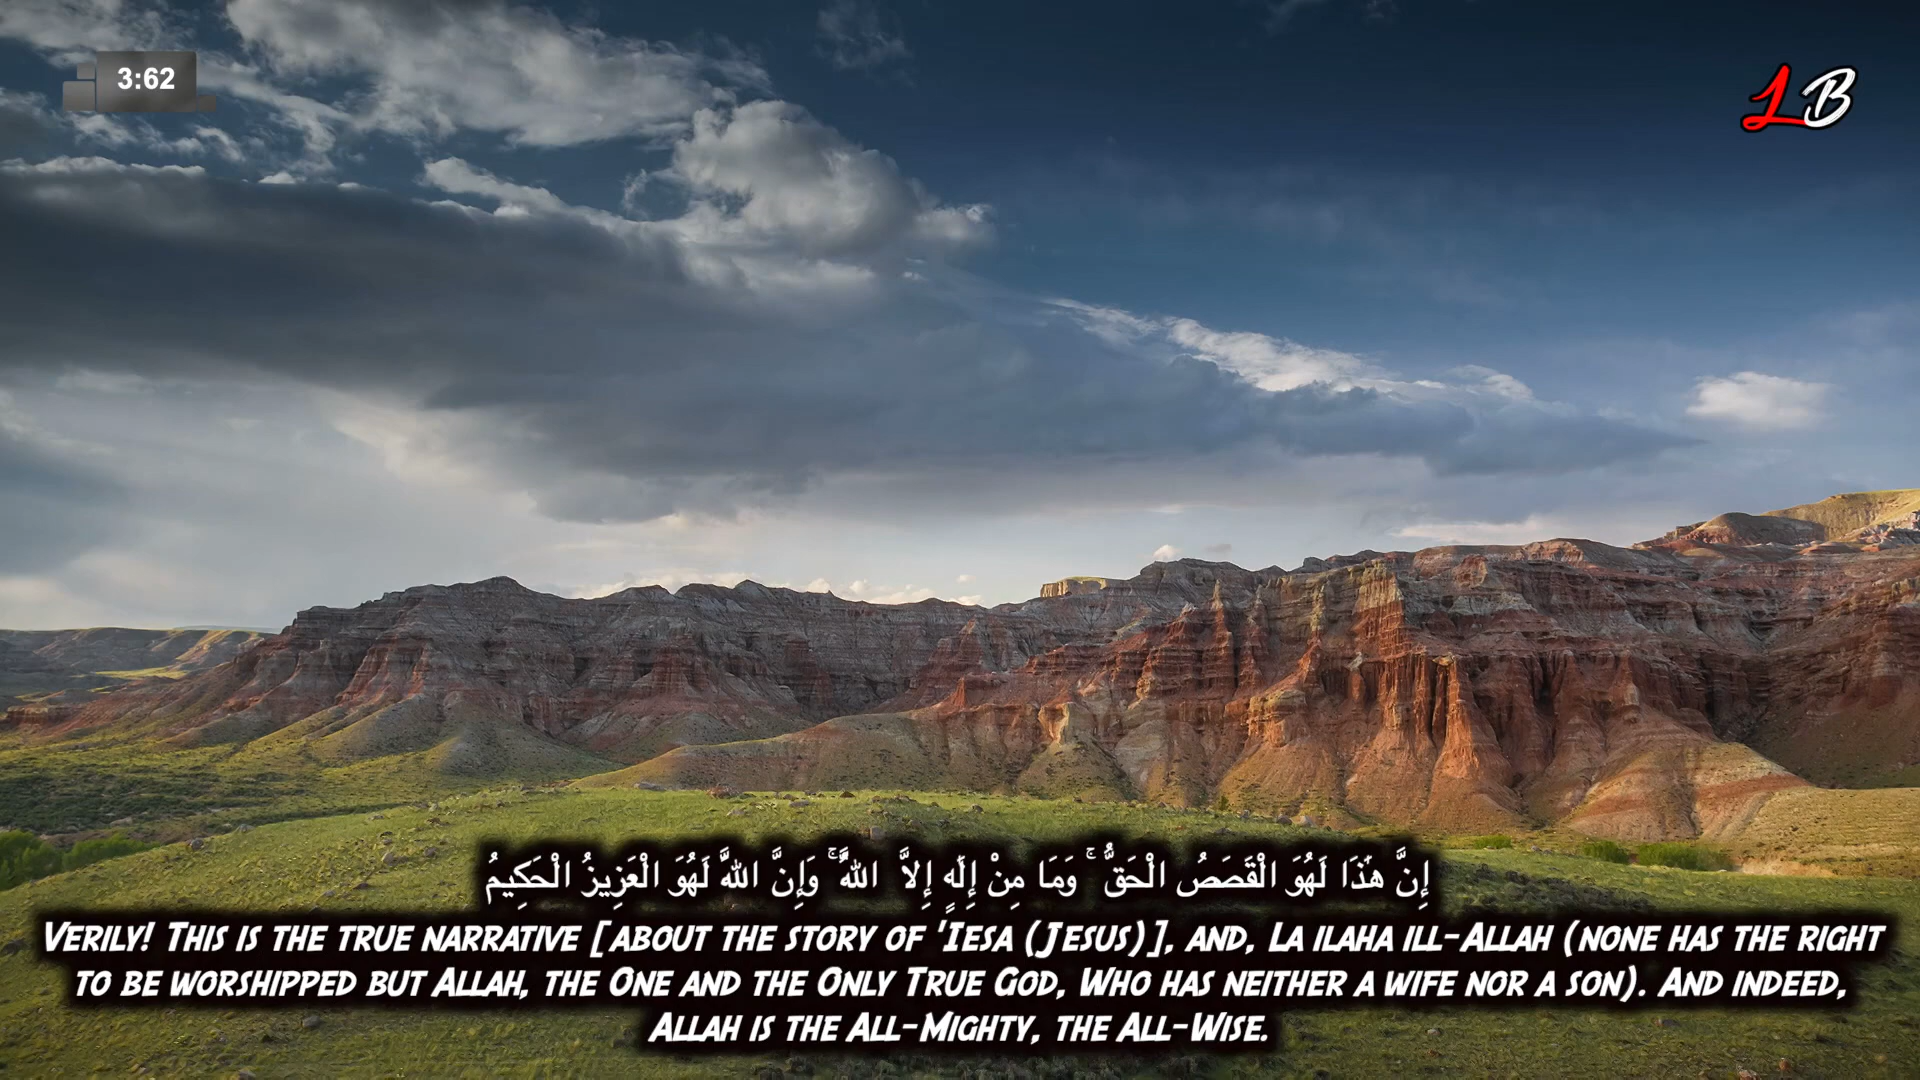 3:62
LB
إِنَّ هَٰذَا لَهُوَ الْقَصَصُ الْحَقُّ ۚ وَمَا مِنْ إِلَٰهٍ إِلاَّ اللَّهُ ۚ وَإِنَّ اللَّهَ لَهُوَ الْعَزِيزُ الْحَكِيمُ
Verily! This is the true narrative [about the story of 'Iesa (Jesus)], and, La ilaha ill-Allah (none has the right
to be worshipped but Allah, the One and the Only True God, Who has neither a wife nor a son). And indeed,
Allah is the All-Mighty, the All-Wise.